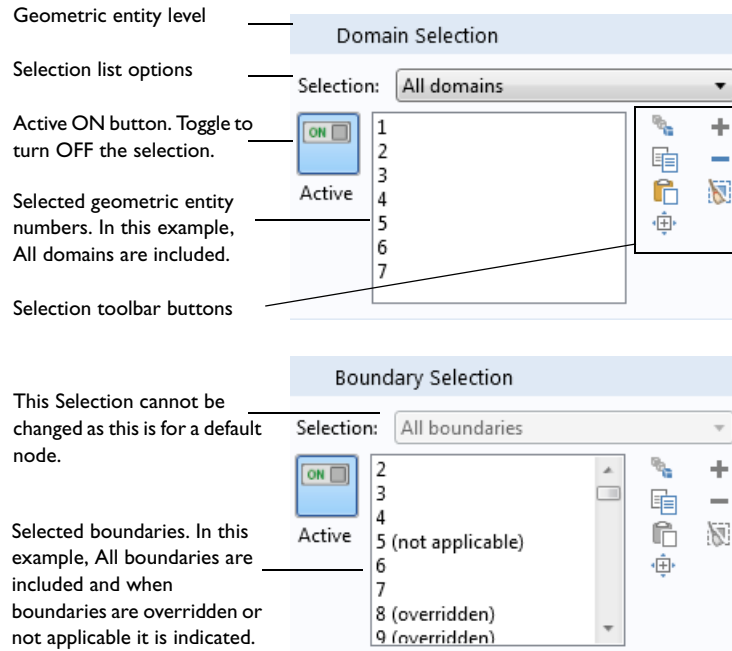 Geometric entity level
Domain Selection
Selection list options
Selection:
All domains
Active ON button. Toggle to
turn OFF the selection.
ON
Active
1
2
3
4
5
6
7
Selected geometric entity
numbers. In this example,
All domains are included.
Selection toolbar buttons
Boundary Selection
This Selection cannot be
changed as this is for a default
node.
Selection:
All boundaries
ON
Active
2
3
4
5 (not applicable)
6
7
8 (overridden)
9 (overridden)
Selected boundaries. In this
example, All boundaries are
included and when
boundaries are overridden or
not applicable it is indicated.